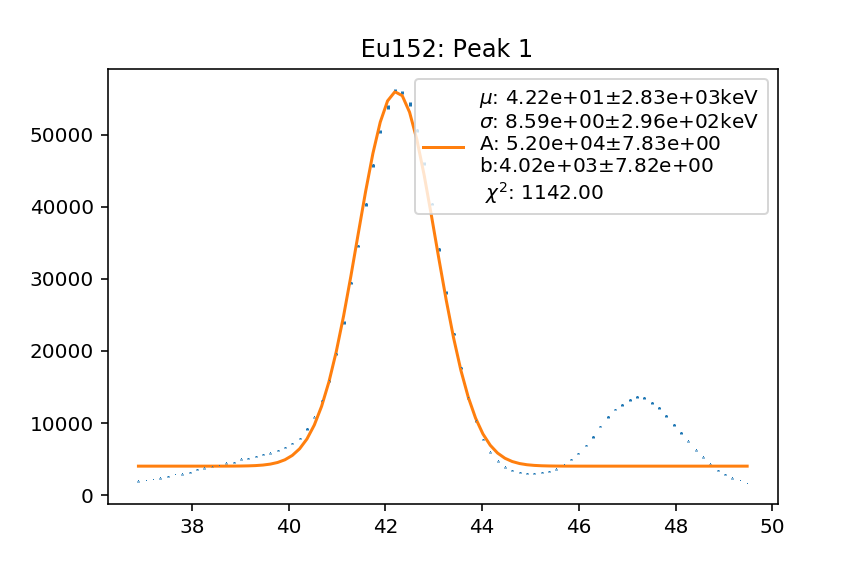 Eu152: Peak 1
μ: 4.22e+01±2.83e+03keV
σ: 8.59e+00±2.96e+02keV
A: 5.20e+04±7.83e+00
b:4.02e+03±7.82e+00
χ²: 1142.00
50000
40000
30000
20000
10000
0
38 40 42 44 46 48 50